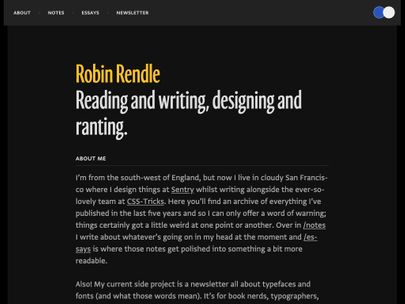 ABOUT · NOTES · ESSAYS · NEWSLETTER
Robin Rendle
Reading and writing, designing and
ranting.
ABOUT ME
I'm from the south-west of England, but now I live in cloudy San Francis-
co where I design things at Sentry whilst writing alongside the ever-so-
lovely team at CSS-Tricks. Here you'll find an archive of everything I've
published in the last five years and so I can only offer a word of warning;
things certainly got a little weird at one point or another. Over in /notes
I write about whatever's going on in my head at the moment and /es-
says is where those notes get polished into something a bit more
readable.
Also! My current side project is a newsletter all about typefaces and
fonts (and what those words mean). It's for book nerds, typographers,